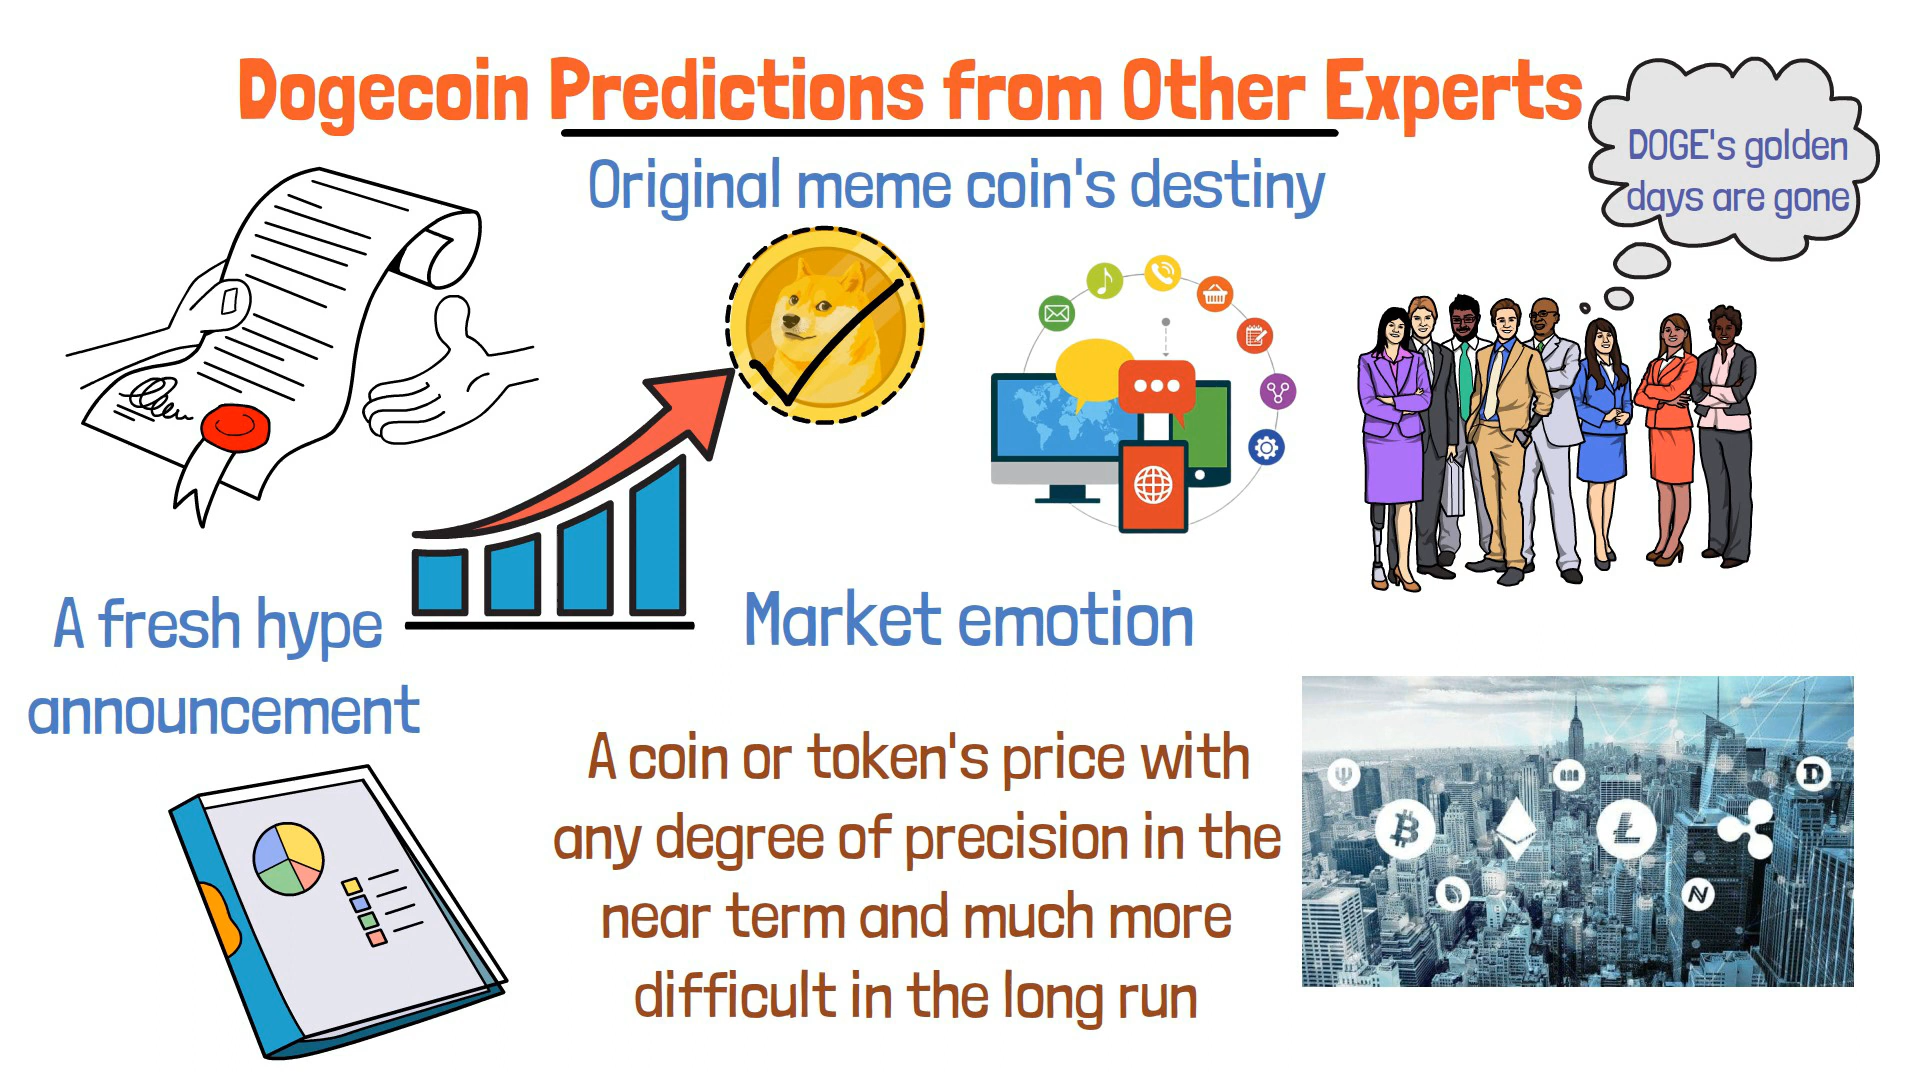 Dogecoin Predictions from Other Experts
Original meme coin's destiny
DOGE's golden
days are gone
A fresh hype
announcement
Market emotion
A coin or token's price with
any degree of precision in the
near term and much more
difficult in the long run